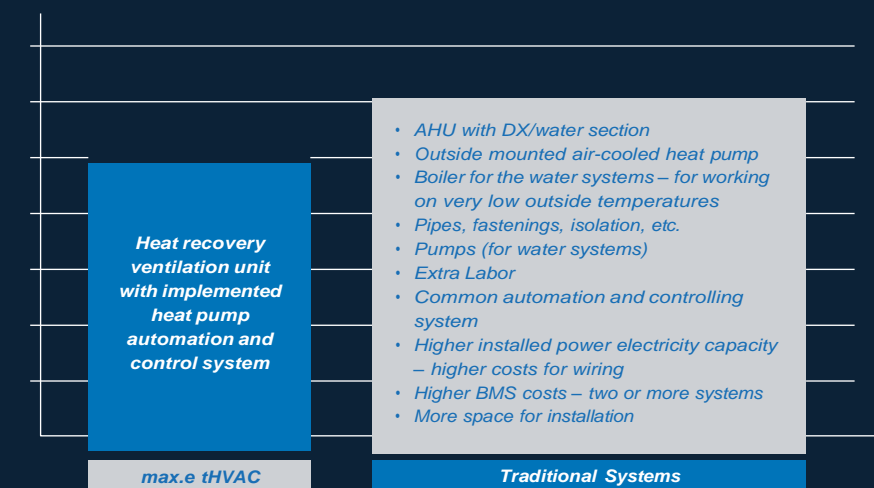 Heat recovery
ventilation unit
with implemented
heat pump
automation and
control system
max.e tHVAC
• AHU with DX/water section
• Outside mounted air-cooled heat pump
• Boiler for the water systems – for working
on very low outside temperatures
• Pipes, fastenings, isolation, etc.
• Pumps (for water systems)
• Extra Labor
• Common automation and controlling
system
• Higher installed power electricity capacity
– higher costs for wiring
• Higher BMS costs – two or more systems
• More space for installation
Traditional Systems